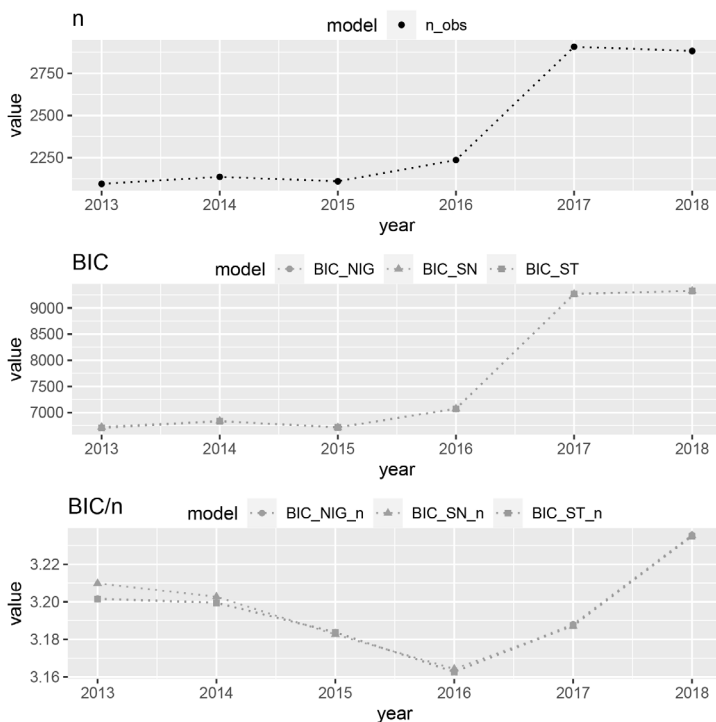 n
model n_obs
value
2750
2500
2250
2013 2014 2015 2016 2017 2018
year
BIC
model BIC_NIG BIC_SN BIC_ST
value
9000
8500
8000
7500
7000
2013 2014 2015 2016 2017 2018
year
BIC/n
model BIC_NIG_n BIC_SN_n BIC_ST_n
value
3.22
3.20
3.18
3.16
2013 2014 2015 2016 2017 2018
year